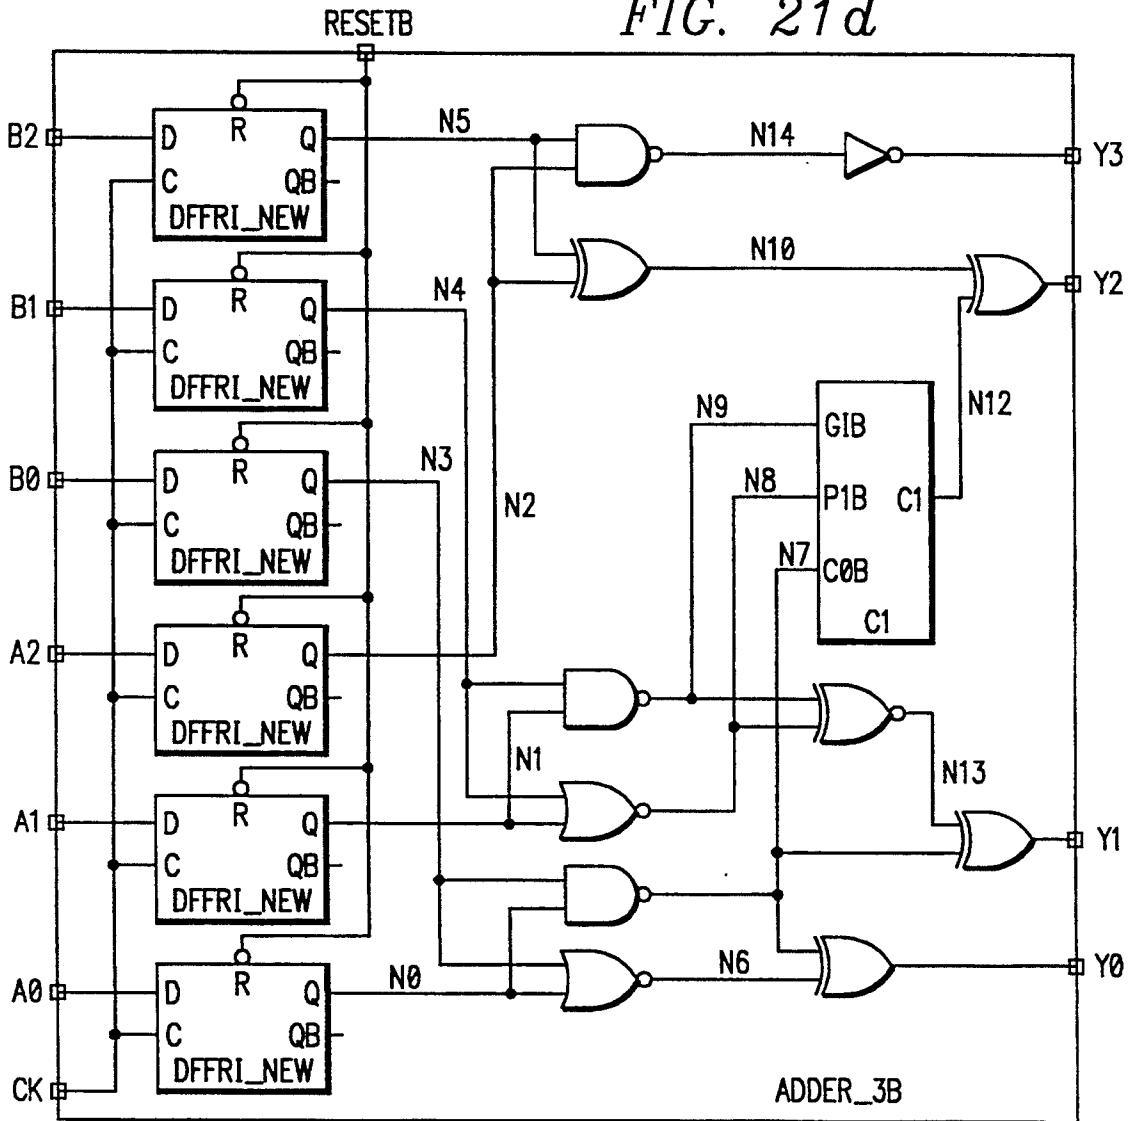 FIG. 21d
RESETB
B2
D
R
Q
C
QB
DFFRI_NEW
N5
N14
Y3
B1
D
R
Q
C
QB
DFFRI_NEW
N4
N10
Y2
B0
D
R
Q
C
QB
DFFRI_NEW
N3
N2
N9
N8
N7
GIB
P1B
C1
C0B
C1
N12
A2
D
R
Q
C
QB
DFFRI_NEW
A1
D
R
Q
C
QB
DFFRI_NEW
N1
N13
Y1
A0
D
R
Q
C
QB
DFFRI_NEW
N0
N6
Y0
CK
ADDER_3B